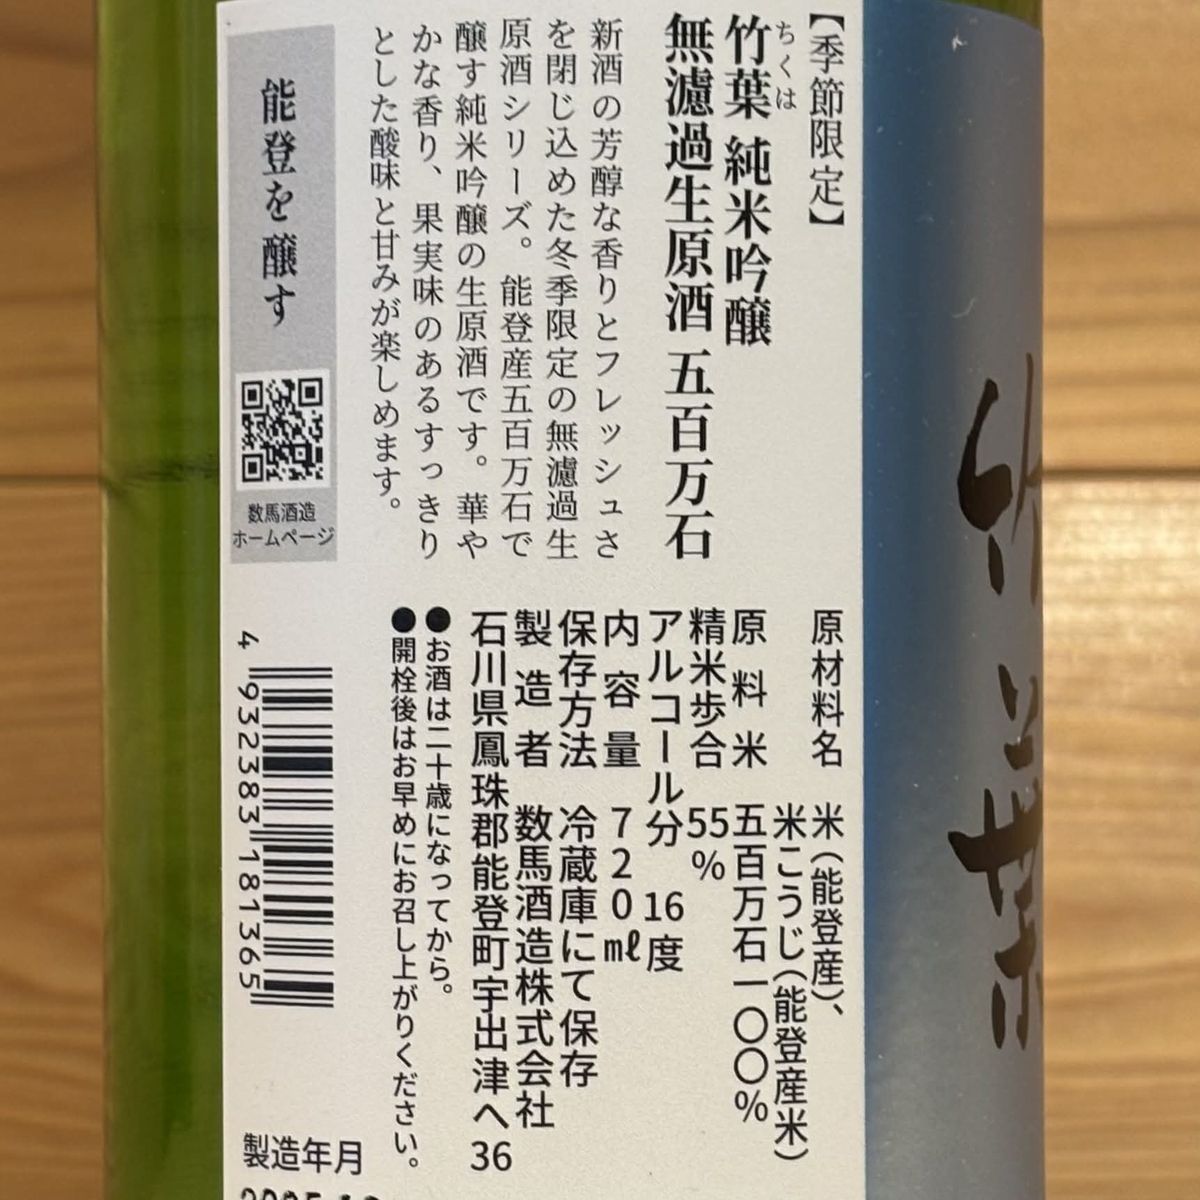 【季節限定】
ちくは
竹葉 純米吟醸
無濾過生原酒 五百万石
新酒の芳醇な香りとフレッシュさ
を閉じ込めた冬季限定の無濾過生
原酒シリーズ。能登産五百万石で
醸す純米吟醸の生原酒です。華や
かな香り、果実味のあるすっきり
とした酸味と甘みが楽しめます。
能登を醸す
数馬酒造
ホームページ
原材料名 米(能登産)、
米こうじ(能登産米)
原料米 五百万石一〇〇%
精米歩合 55%
アルコール分 16度
内容量 720㎖
保存方法 冷蔵庫にて保存
製造者 数馬酒造株式会社
石川県鳳珠郡能登町宇出津ヘ36
●お酒は二十歳になってから。
●開栓後はお早めにお召し上がりください。
4932383181365
製造年月
竹葉